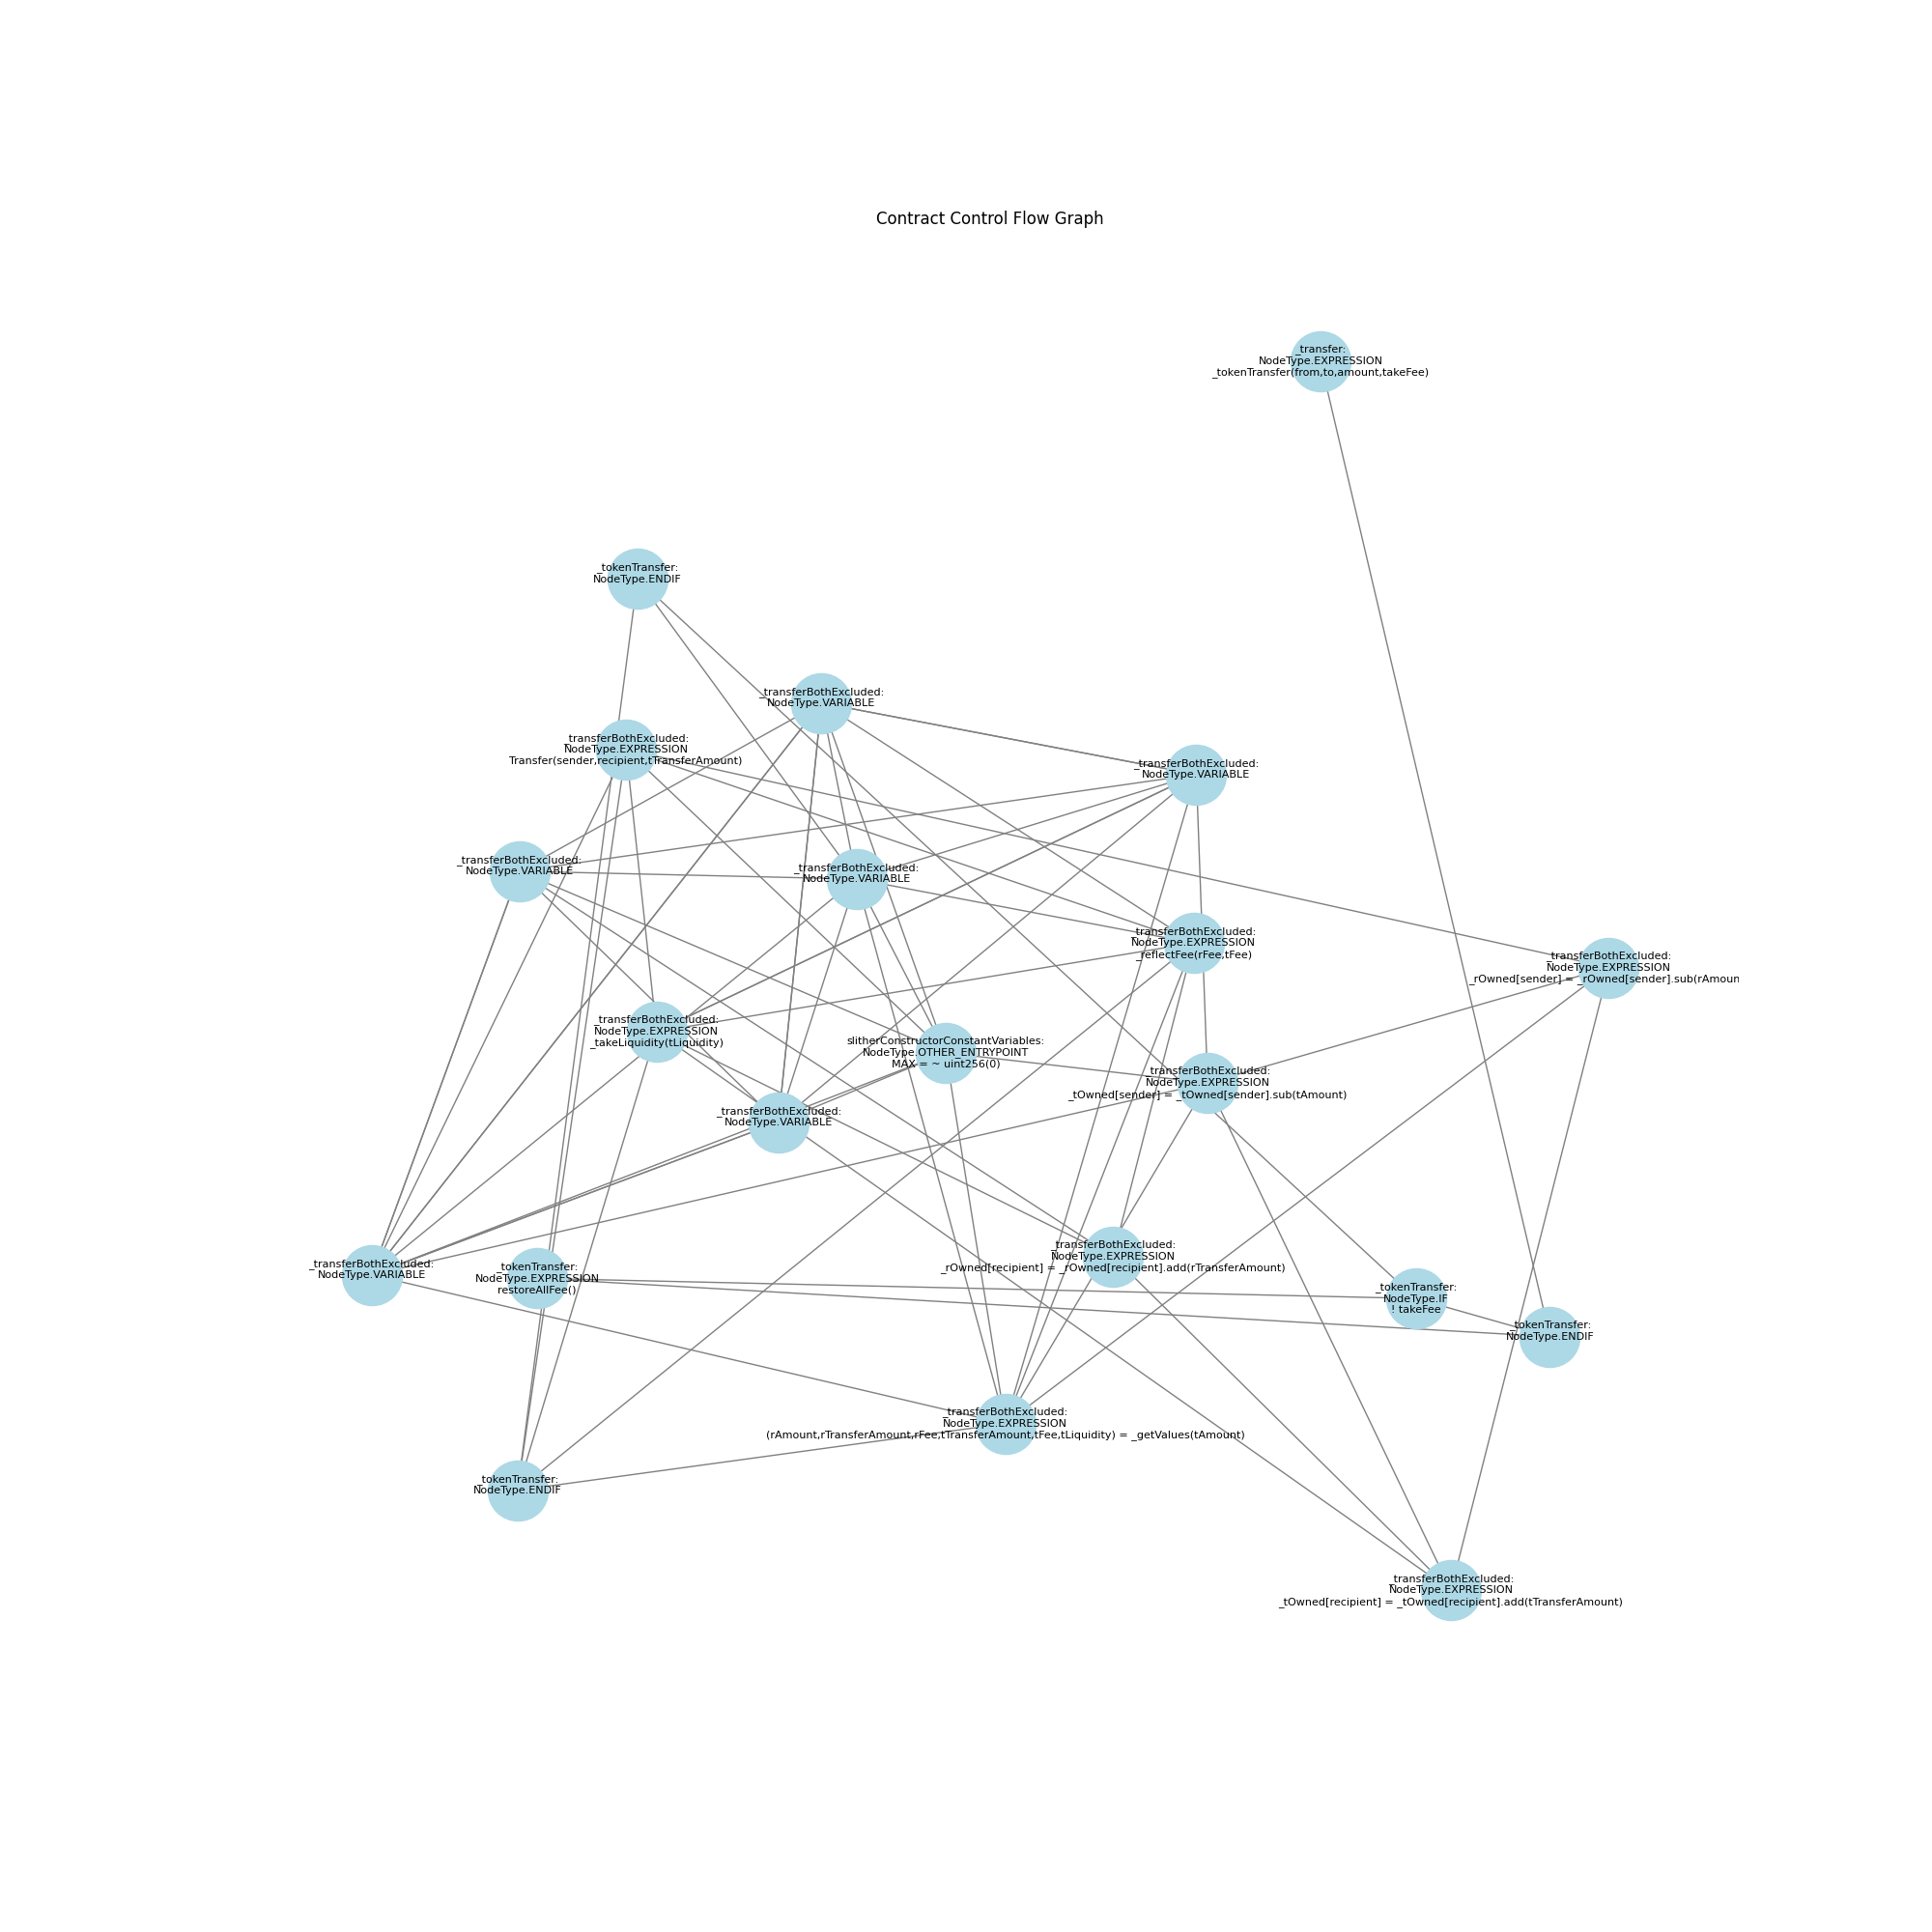 Contract Control Flow Graph
_transfer:
NodeType.EXPRESSION
_tokenTransfer(from,to,amount,takeFee)
_tokenTransfer:
NodeType.ENDIF
_transferBothExcluded:
NodeType.VARIABLE
_transferBothExcluded:
NodeType.EXPRESSION
Transfer(sender,recipient,tTransferAmount)
_transferBothExcluded:
NodeType.VARIABLE
_transferBothExcluded:
NodeType.VARIABLE
_transferBothExcluded:
NodeType.VARIABLE
_transferBothExcluded:
NodeType.EXPRESSION
_reflectFee(rFee,tFee)
_transferBothExcluded:
NodeType.EXPRESSION
_rOwned[sender] = _rOwned[sender].sub(rAmoun
_transferBothExcluded:
NodeType.EXPRESSION
_takeLiquidity(tLiquidity)
slitherConstructorConstantVariables:
NodeType.OTHER_ENTRYPOINT
MAX = ~ uint256(0)
_transferBothExcluded:
NodeType.EXPRESSION
_tOwned[sender] = _tOwned[sender].sub(tAmount)
_transferBothExcluded:
NodeType.VARIABLE
_transferBothExcluded:
NodeType.EXPRESSION
_rOwned[recipient] = _rOwned[recipient].add(rTransferAmount)
_transferBothExcluded:
NodeType.VARIABLE
_tokenTransfer:
NodeType.EXPRESSION
restoreAllFee()
_tokenTransfer:
NodeType.IF
! takeFee
_tokenTransfer:
NodeType.ENDIF
_transferBothExcluded:
NodeType.EXPRESSION
(rAmount,rTransferAmount,rFee,tTransferAmount,tFee,tLiquidity) = _getValues(tAmount)
_tokenTransfer:
NodeType.ENDIF
_transferBothExcluded:
NodeType.EXPRESSION
_tOwned[recipient] = _tOwned[recipient].add(tTransferAmount)